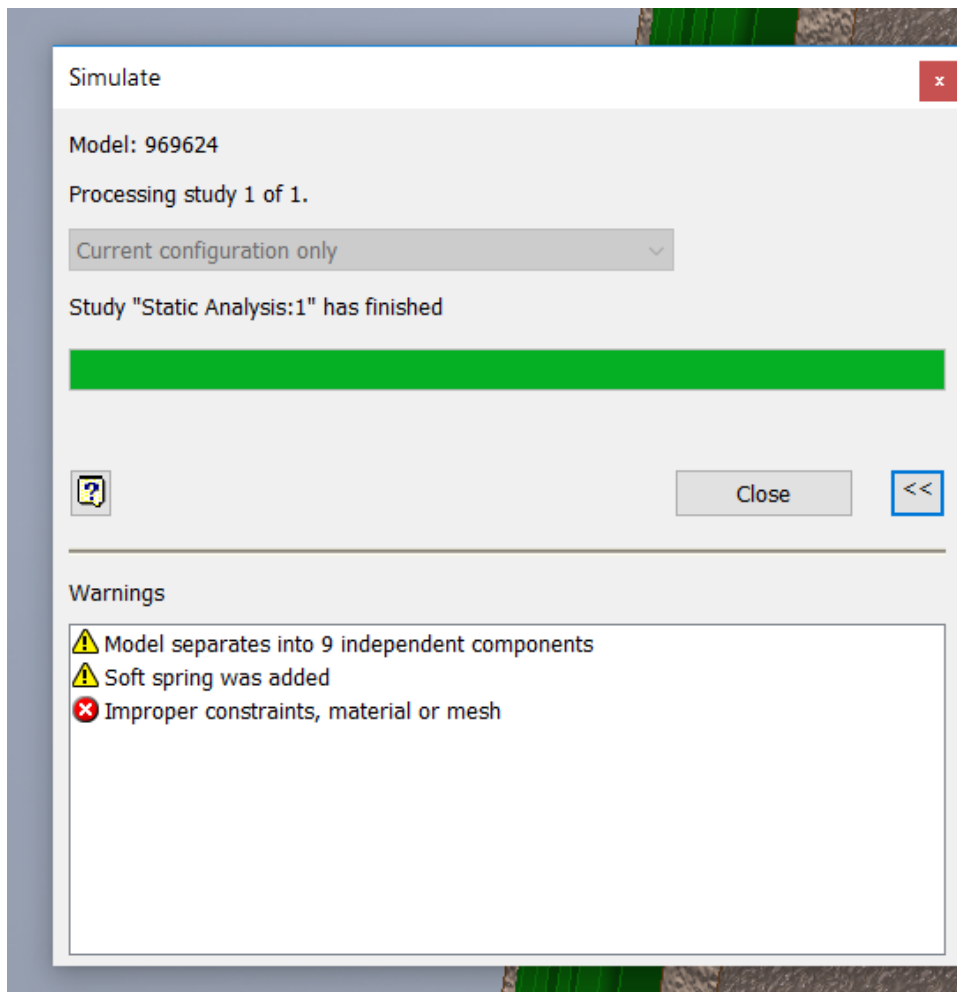 Simulate
x
Model: 969624
Processing study 1 of 1.
Current configuration only
Study "Static Analysis:1" has finished
?
Close
<<
Warnings
Model separates into 9 independent components
Soft spring was added
Improper constraints, material or mesh